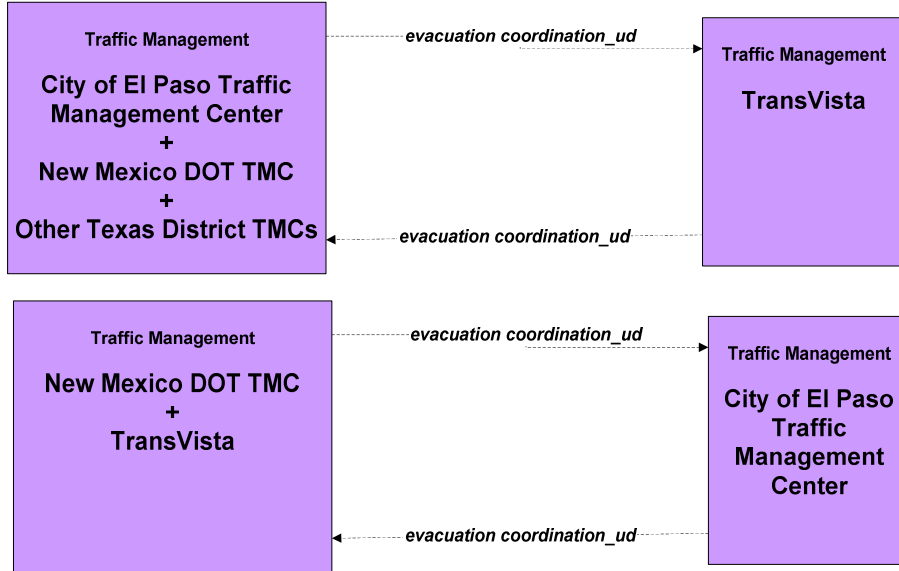 Traffic Management
City of El Paso Traffic
Management Center
+
New Mexico DOT TMC
+
Other Texas District TMCs
evacuation coordination_ud
evacuation coordination_ud
Traffic Management
TransVista
Traffic Management
New Mexico DOT TMC
+
TransVista
evacuation coordination_ud
evacuation coordination_ud
Traffic Management
City of El Paso
Traffic
Management
Center